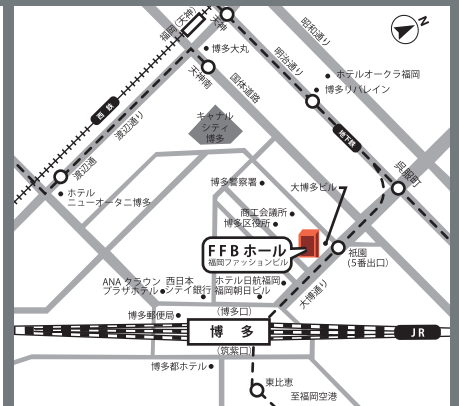 福岡(天神)
天神
昭和通り
N
博多大丸
明治通り
天神南
国体道路
ホテルオークラ福岡
博多リバレイン
西鉄
渡辺通り
キャナル
シティ
博多
地下鉄
渡辺通
呉服町
博多警察署
大博多ビル
ホテル
ニューオータニ博多
商工会議所
博多区役所
FFBホール
福岡ファッションビル
祇園
(5番出口)
ANA クラウン
プラザホテル
西日本
シティ銀行
ホテル日航福岡
福岡朝日ビル
大博通り
博多郵便局
(博多口)
博多
JR
(筑紫口)
博多都ホテル
東比恵
至福岡空港